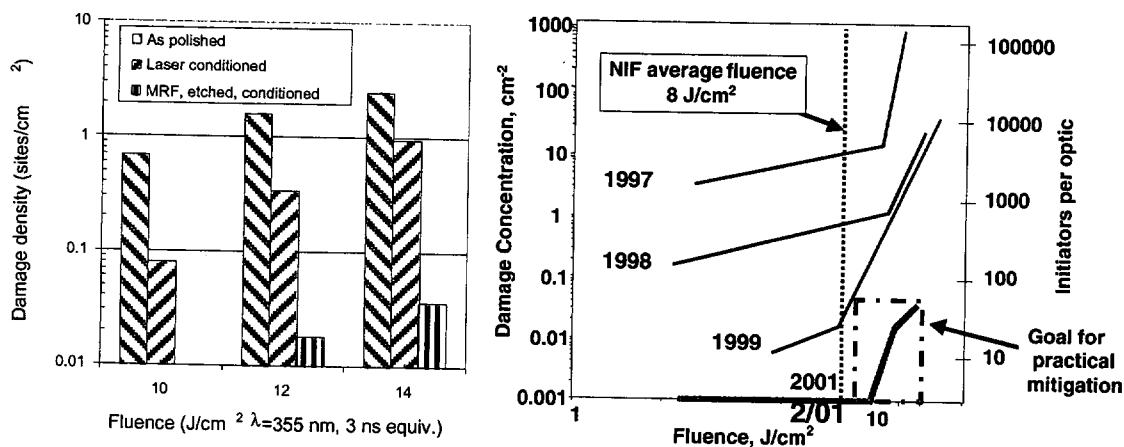 10
1
0.1
0.01
Damage density (sites/cm 2)
As polished
Laser conditioned
MRF, etched, conditioned
10
12
14
Fluence (J/cm 2 λ=355 nm, 3 ns equiv.)
1000
100
10
1
0.1
0.01
0.001
Damage Concentration, cm-2
NIF average fluence
8 J/cm2
1997
1998
1999
2001
2/01
1
10
Fluence, J/cm2
100000
10000
1000
100
10
Initiators per optic
Goal for
practical
mitigation